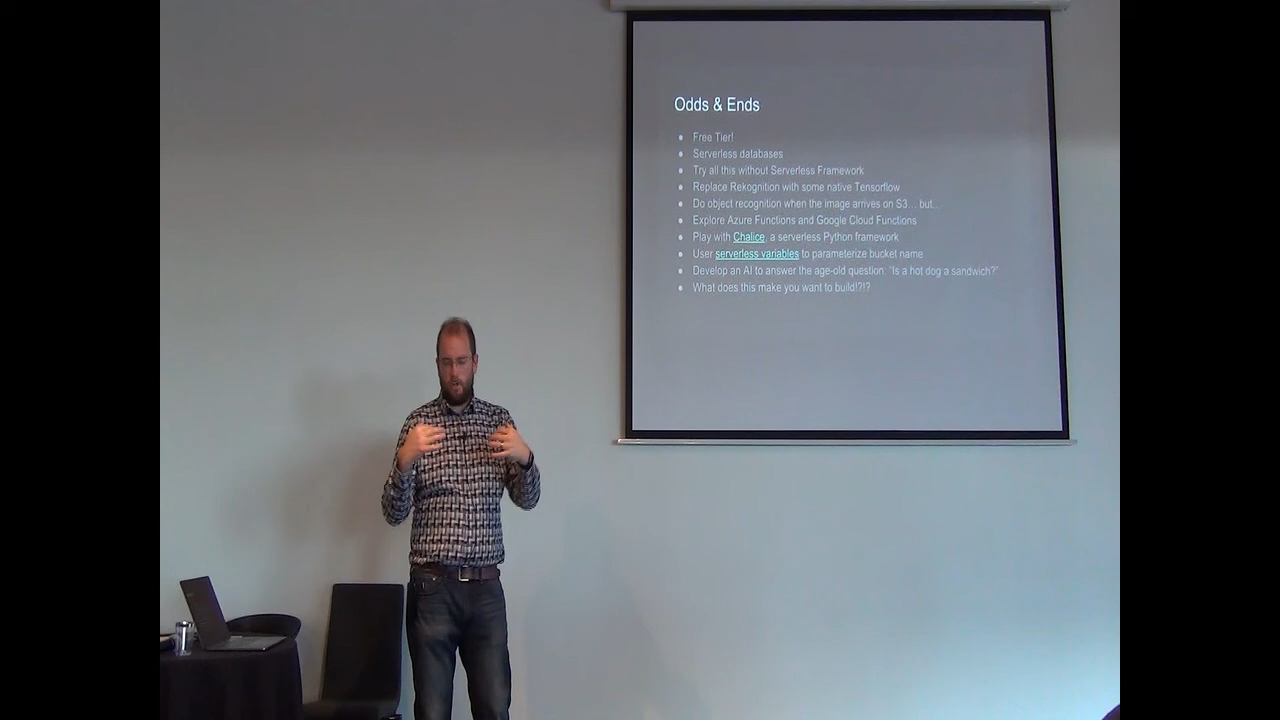 Odds & Ends
● Free Tier!
● Serverless databases
● Try all this without Serverless Framework
● Replace Rekognition with some native Tensorflow
● Do object recognition when the image arrives on S3... but..
● Explore Azure Functions and Google Cloud Functions
● Play with Chalice, a serverless Python framework
● User serverless variables to parameterize bucket name
● Develop an AI to answer the age-old question: "Is a hot dog a sandwich?"
● What does this make you want to build!?!?